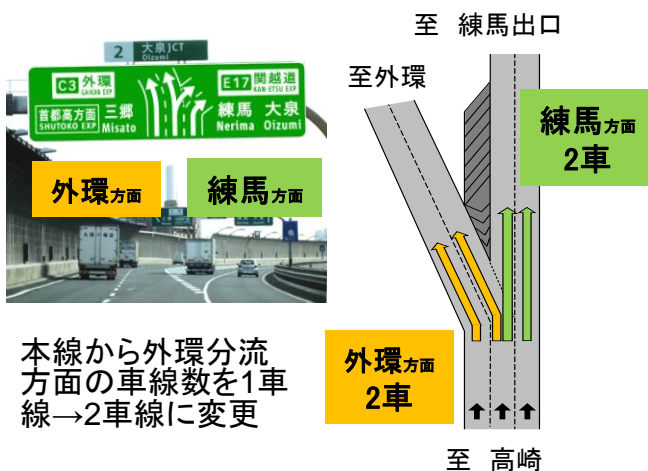 2 大泉JCT
Oizumi
C3 外環
GAIKAN EXP
E17 関越道
KAN-ETSU EXP
首都高方面
SHUTOKO EXP
三郷
Misato
練馬 大泉
Nerima Oizumi
外環方面
練馬方面
本線から外環分流
方面の車線数を1車
線→2車線に変更
至 練馬出口
至外環
練馬方面
2車
外環方面
2車
至 高崎